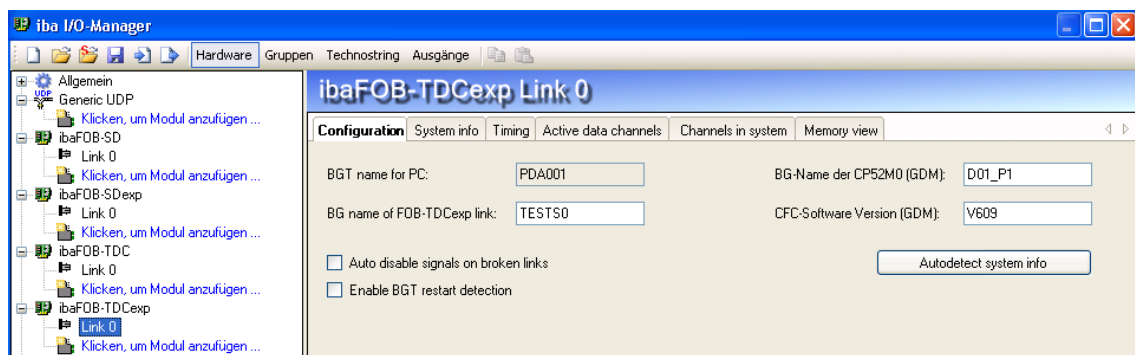 iba I/O-Manager
Hardware Gruppen Technostring Ausgänge
Allgemein
UDP Generic UDP
Klicken, um Modul anzufügen ...
ibaFOB-SD
Link 0
Klicken, um Modul anzufügen ...
ibaFOB-SDexp
Link 0
Klicken, um Modul anzufügen ...
ibaFOB-TDC
Link 0
Klicken, um Modul anzufügen ...
ibaFOB-TDCexp
Link 0
Klicken, um Modul anzufügen ...
ibaFOB-TDCexp Link 0
Configuration System info Timing Active data channels Channels in system Memory view
BGT name for PC: PDA001 BG-Name der CP52M0 (GDM): D01_P1
BG name of FOB-TDCexp link: TESTS0 CFC-Software Version (GDM): V609
Auto disable signals on broken links Autodetect system info
Enable BGT restart detection